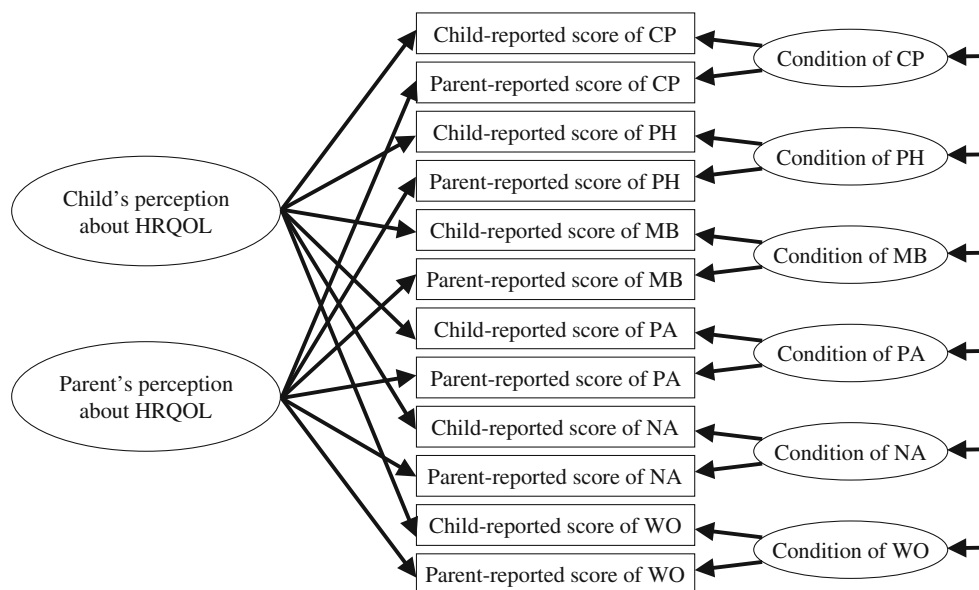 Child-reported score of CP
Parent-reported score of CP
Child-reported score of PH
Parent-reported score of PH
Child-reported score of MB
Parent-reported score of MB
Child-reported score of PA
Parent-reported score of PA
Child-reported score of NA
Parent-reported score of NA
Child-reported score of WO
Parent-reported score of WO
Child’s perception
about HRQOL
Parent’s perception
about HRQOL
Condition of CP
Condition of PH
Condition of MB
Condition of PA
Condition of NA
Condition of WO